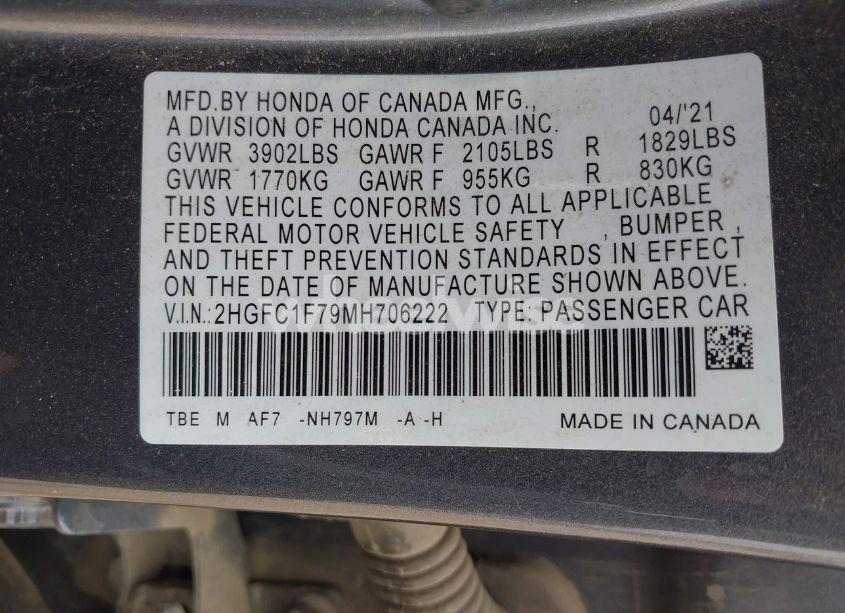 MFD.BY HONDA OF CANADA MFG., 04/'21
A DIVISION OF HONDA CANADA INC.
GVWR 3902LBS GAWR F 2105LBS R 1829LBS
GVWR 1770KG GAWR F 955KG R 830KG
THIS VEHICLE CONFORMS TO ALL APPLICABLE
FEDERAL MOTOR VEHICLE SAFETY , BUMPER ,
AND THEFT PREVENTION STANDARDS IN EFFECT
ON THE DATE OF MANUFACTURE SHOWN ABOVE.
V.I.N.:2HGFC1F79MH706222 TYPE: PASSENGER CAR
TBE M AF7 -NH797M -A -H MADE IN CANADA